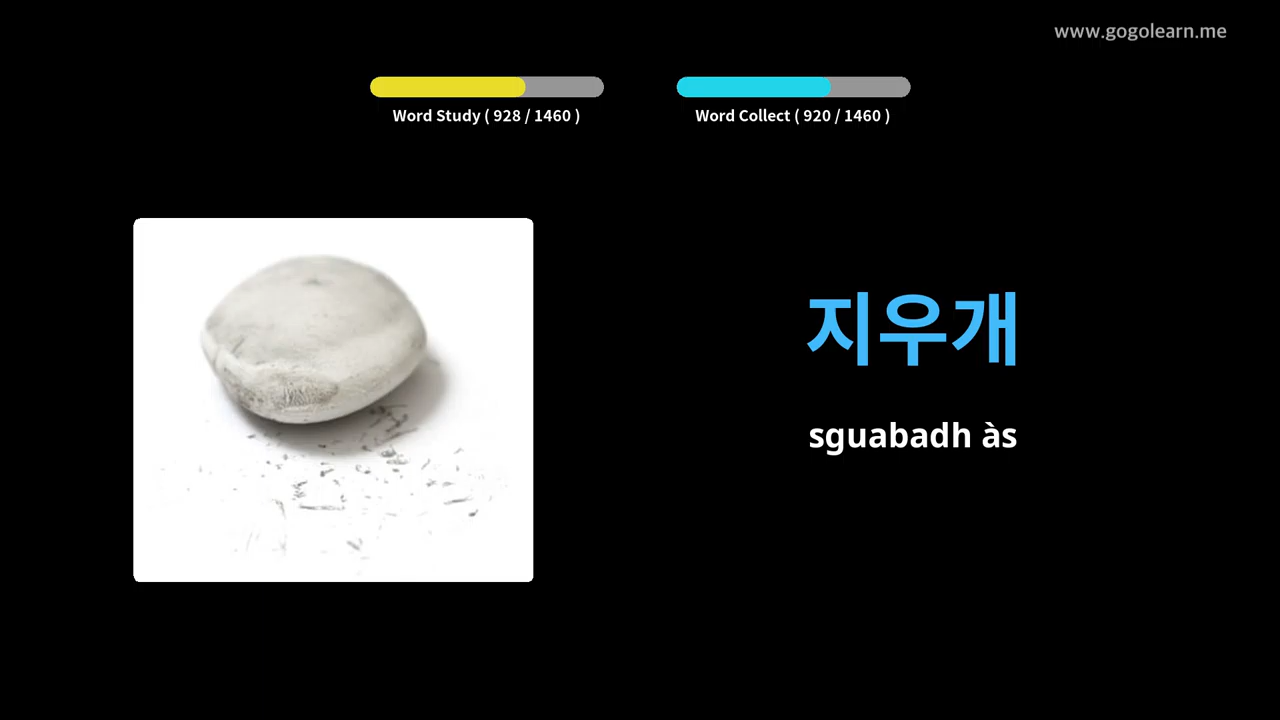 www.gogolearn.me
Word Study ( 928 / 1460 )
Word Collect ( 920 / 1460 )
지우개
sguabadh às